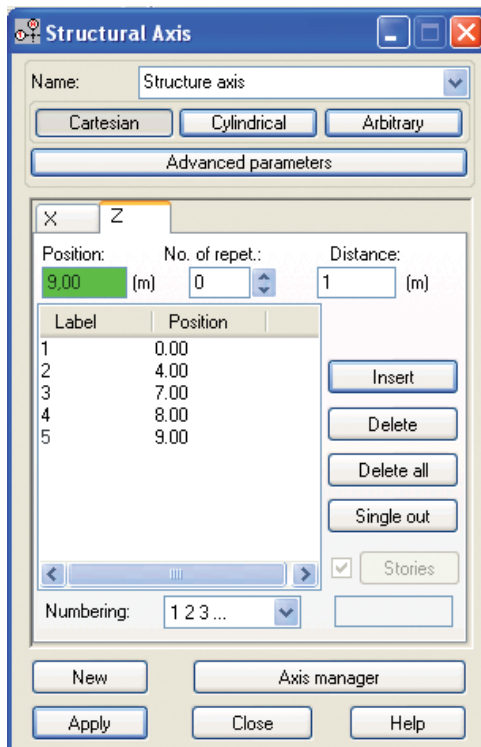 Structural Axis
Name: Structure axis
Cartesian Cylindrical Arbitrary
Advanced parameters
X Z
Position: No. of repet.: Distance:
9,00 (m) 0 1 (m)
Label Position
1 0.00
2 4.00
3 7.00
4 8.00
5 9.00
Insert
Delete
Delete all
Single out
Stories
Numbering: 1 2 3 ...
New Axis manager
Apply Close Help